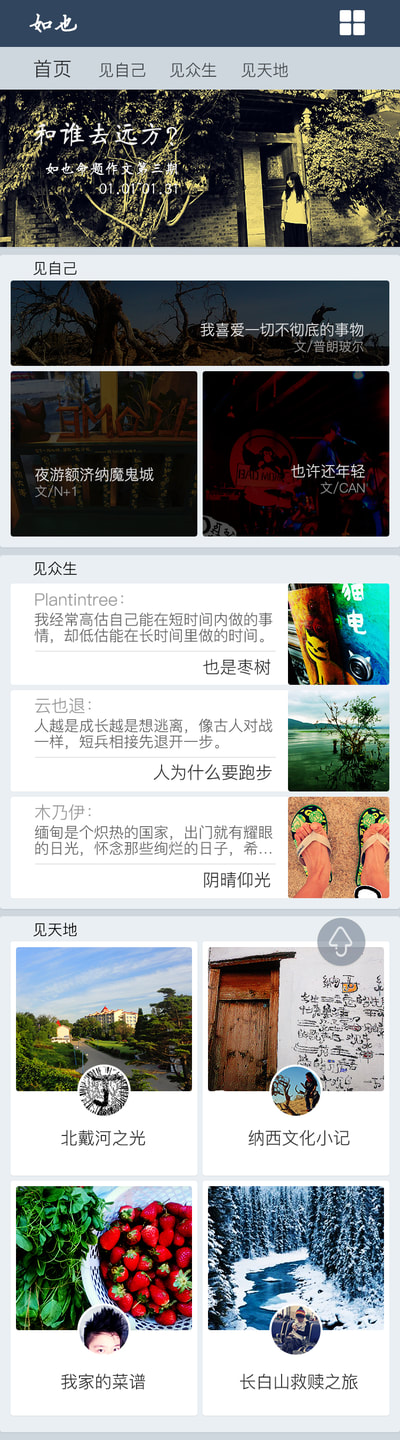 如也
首页 见自己 见众生 见天地
和谁去远方?
如也命题作文第三期
01.01-01.31
见自己
我喜爱一切不彻底的事物
文/普朗玻尔
夜游额济纳魔鬼城
文/N+1
也许还年轻
文/CAN
见众生
Plantintree:
我经常高估自己能在短时间内做的事
情，却低估能在长时间里做的时间。
也是枣树
猫
电
云也退:
人越是成长越是想逃离，像古人对战
一样，短兵相接先退开一步。
人为什么要跑步
木乃伊:
缅甸是个炽热的国家，出门就有耀眼
的日光，怀念那些绚烂的日子，希...
阴晴仰光
见天地
北戴河之光
纳西文化小记
我家的菜谱
长白山救赎之旅